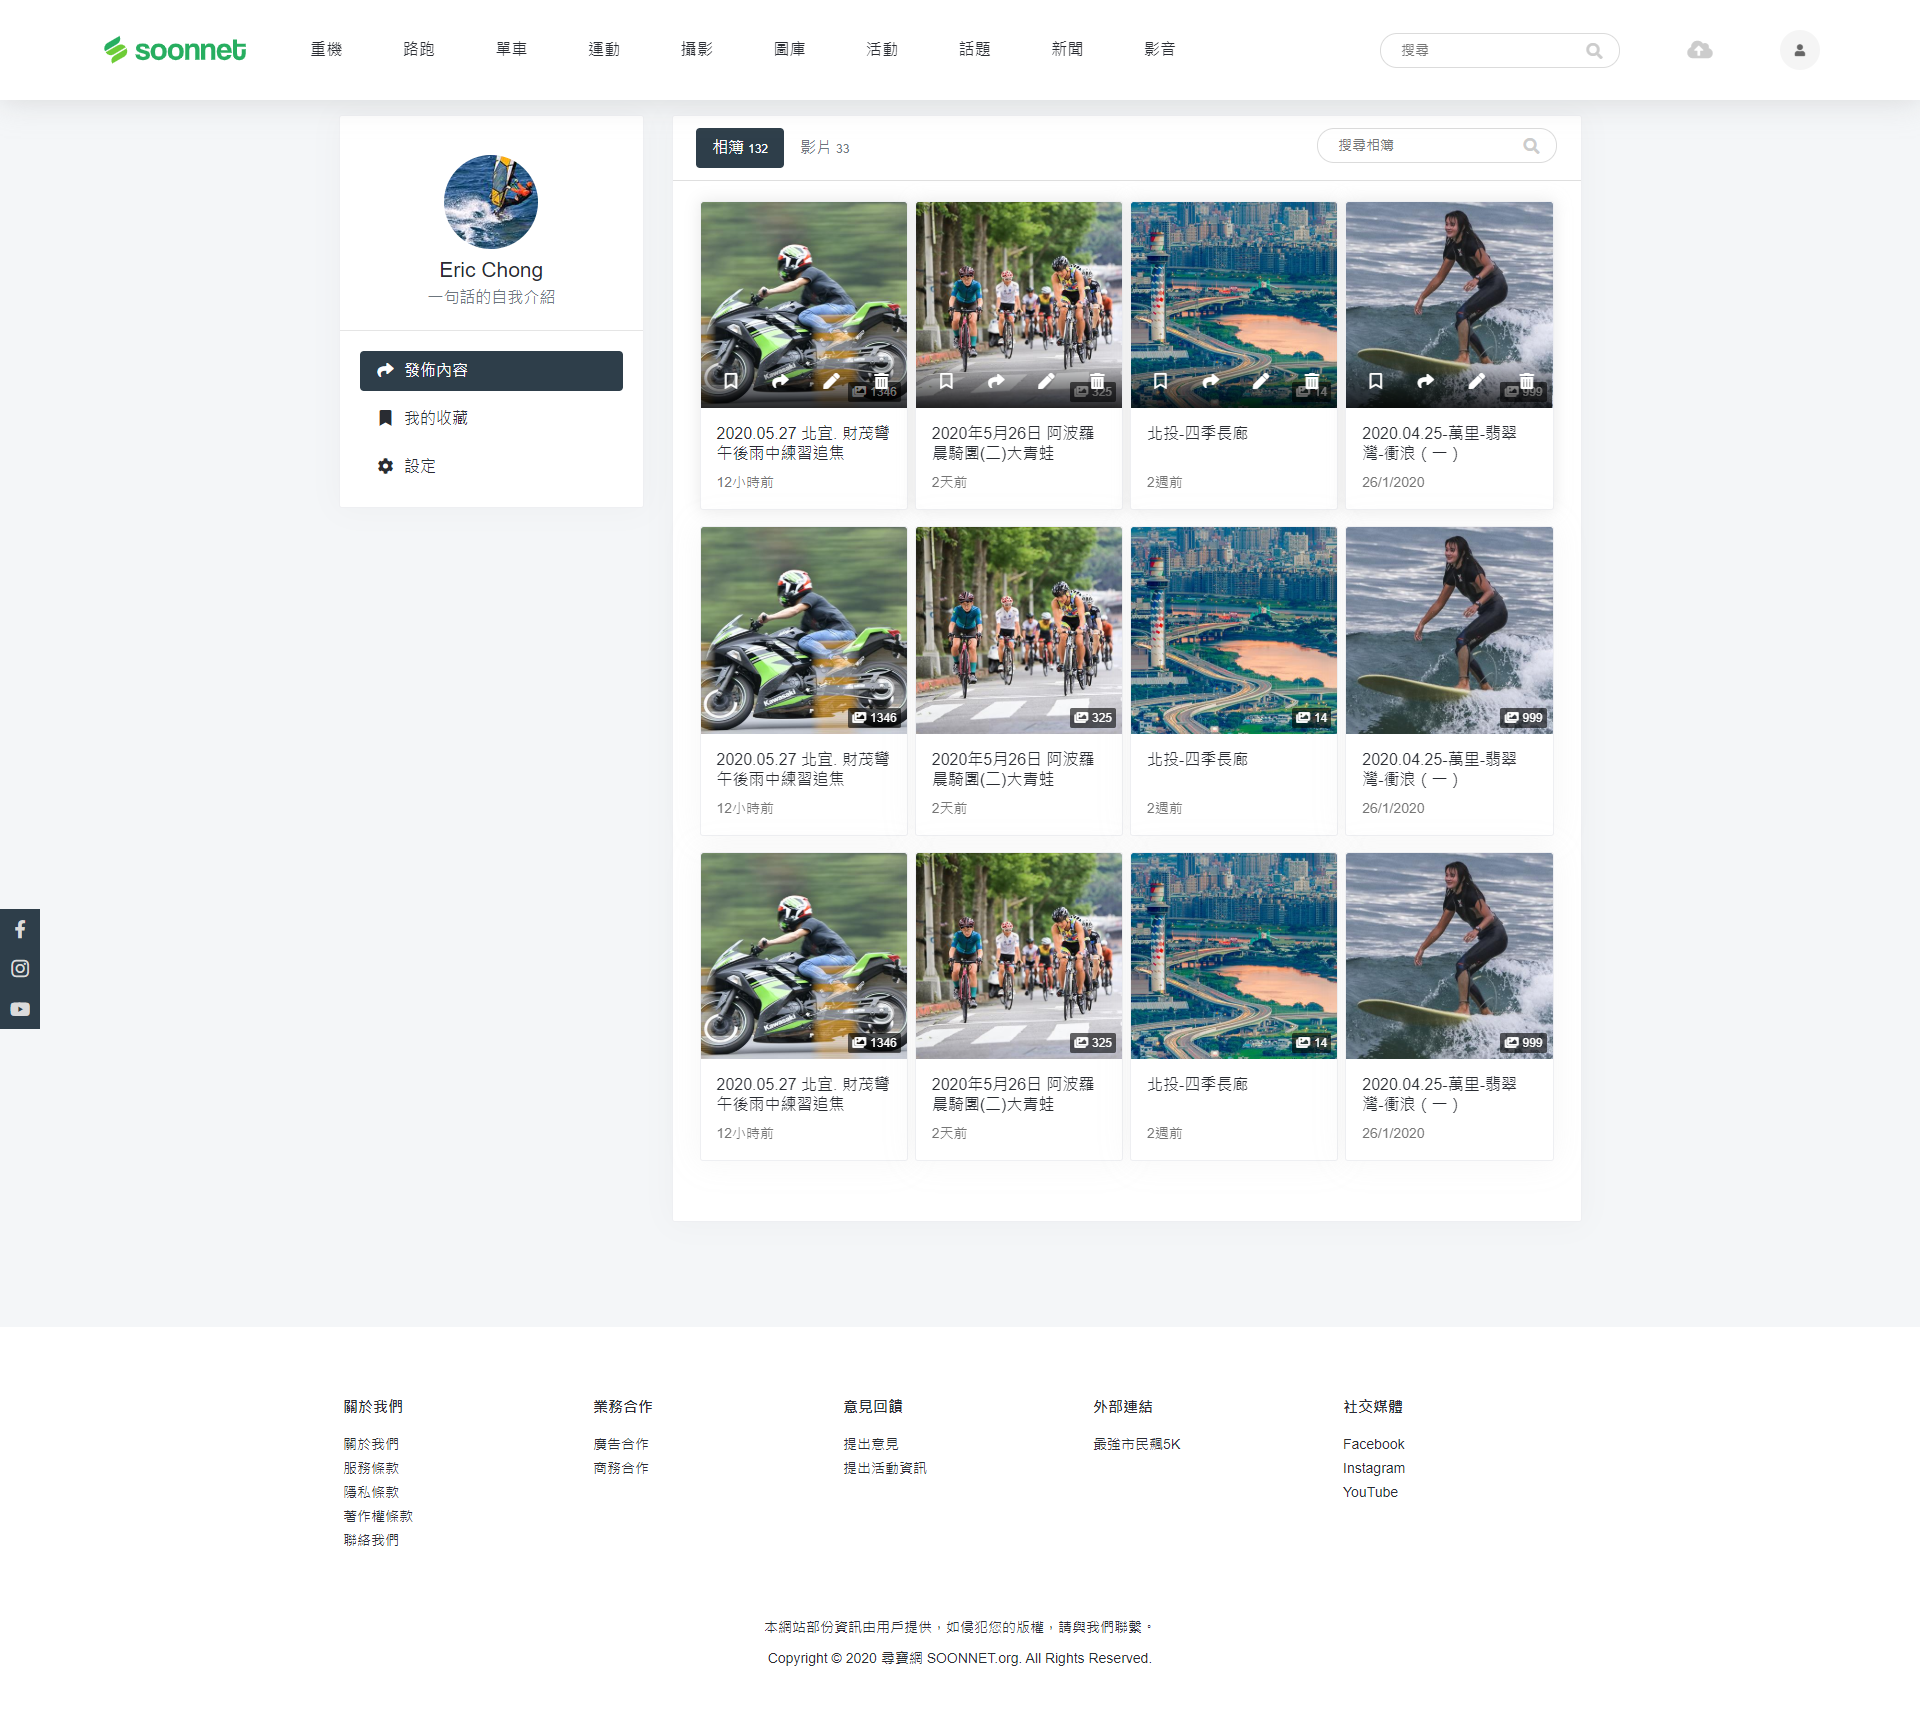 soonnet
重機
路跑
單車
運動
攝影
圖庫
活動
話題
新聞
影音
搜尋
Eric Chong
一句話的自我介紹
發佈內容
我的收藏
設定
相簿 132
影片 33
搜尋相簿
1346
325
14
999
2020.05.27 北宜. 財茂彎
午後雨中練習追焦
12小時前
2020年5月26日 阿波羅
晨騎團(二)大青蛙
2天前
北投-四季長廊
2週前
2020.04.25-萬里-翡翠
灣-衝浪 ( 一 )
26/1/2020
Kawasaki
1346
325
14
999
2020.05.27 北宜. 財茂彎
午後雨中練習追焦
12小時前
2020年5月26日 阿波羅
晨騎團(二)大青蛙
2天前
北投-四季長廊
2週前
2020.04.25-萬里-翡翠
灣-衝浪 ( 一 )
26/1/2020
Kawasaki
1346
325
14
999
2020.05.27 北宜. 財茂彎
午後雨中練習追焦
12小時前
2020年5月26日 阿波羅
晨騎團(二)大青蛙
2天前
北投-四季長廊
2週前
2020.04.25-萬里-翡翠
灣-衝浪 ( 一 )
26/1/2020
關於我們
關於我們
服務條款
隱私條款
著作權條款
聯絡我們
業務合作
廣告合作
商務合作
意見回饋
提出意見
提出活動資訊
外部連結
最強市民飆5K
社交媒體
Facebook
Instagram
YouTube
本網站部份資訊由用戶提供，如侵犯您的版權，請與我們聯繫。
Copyright © 2020 尋寶網 SOONNET.org. All Rights Reserved.